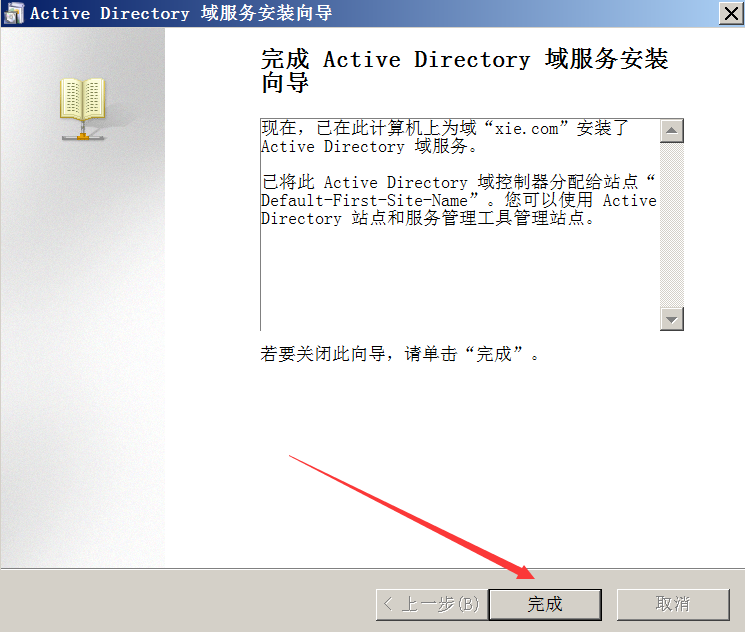 Active Directory 域服务安装向导
完成 Active Directory 域服务安装
向导
现在，已在此计算机上为域“xie.com”安装了
Active Directory 域服务。
已将此 Active Directory 域控制器分配给站点“
Default-First-Site-Name”。您可以使用 Active
Directory 站点和服务管理工具管理站点。
若要关闭此向导，请单击“完成”。
< 上一步(B)
完成
取消